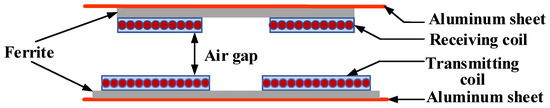 Aluminum sheet
Ferrite
Receiving coil
Air gap
Transmitting
coil
Aluminum sheet